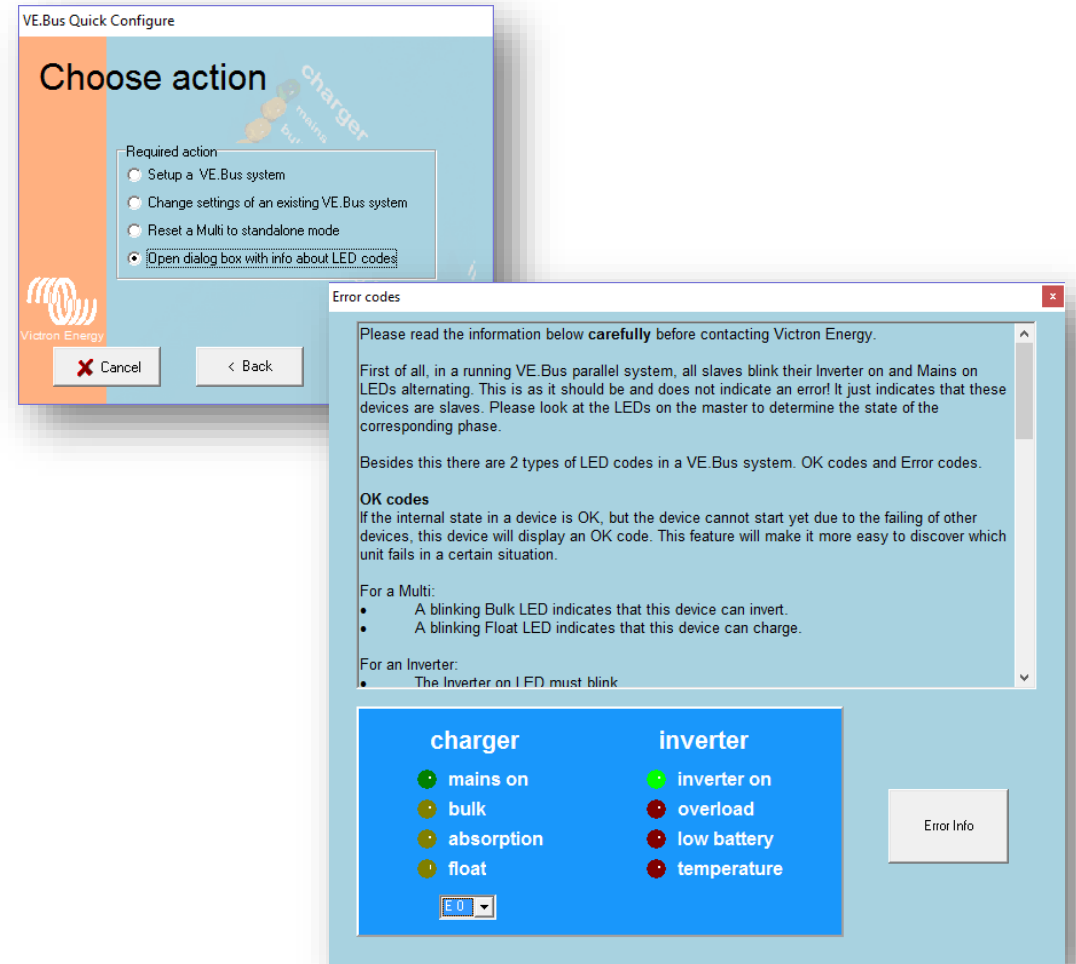 VE.Bus Quick Configure
Choose action
charger
mains
Required action
Setup a VE.Bus system
Change settings of an existing VE.Bus system
Reset a Multi to standalone mode
Open dialog box with info about LED codes
Victron Energy
Cancel
< Back
Error codes
x
Please read the information below carefully before contacting Victron Energy.
First of all, in a running VE.Bus parallel system, all slaves blink their Inverter on and Mains on
LEDs alternating. This is as it should be and does not indicate an error! It just indicates that these
devices are slaves. Please look at the LEDs on the master to determine the state of the
corresponding phase.
Besides this there are 2 types of LED codes in a VE.Bus system. OK codes and Error codes.
OK codes
If the internal state in a device is OK, but the device cannot start yet due to the failing of other
devices, this device will display an OK code. This feature will make it more easy to discover which
unit fails in a certain situation.
For a Multi:
• A blinking Bulk LED indicates that this device can invert.
• A blinking Float LED indicates that this device can charge.
For an Inverter:
• The Inverter on LED must blink
charger
inverter
mains on
inverter on
bulk
overload
absorption
low battery
float
temperature
E 0
Error Info